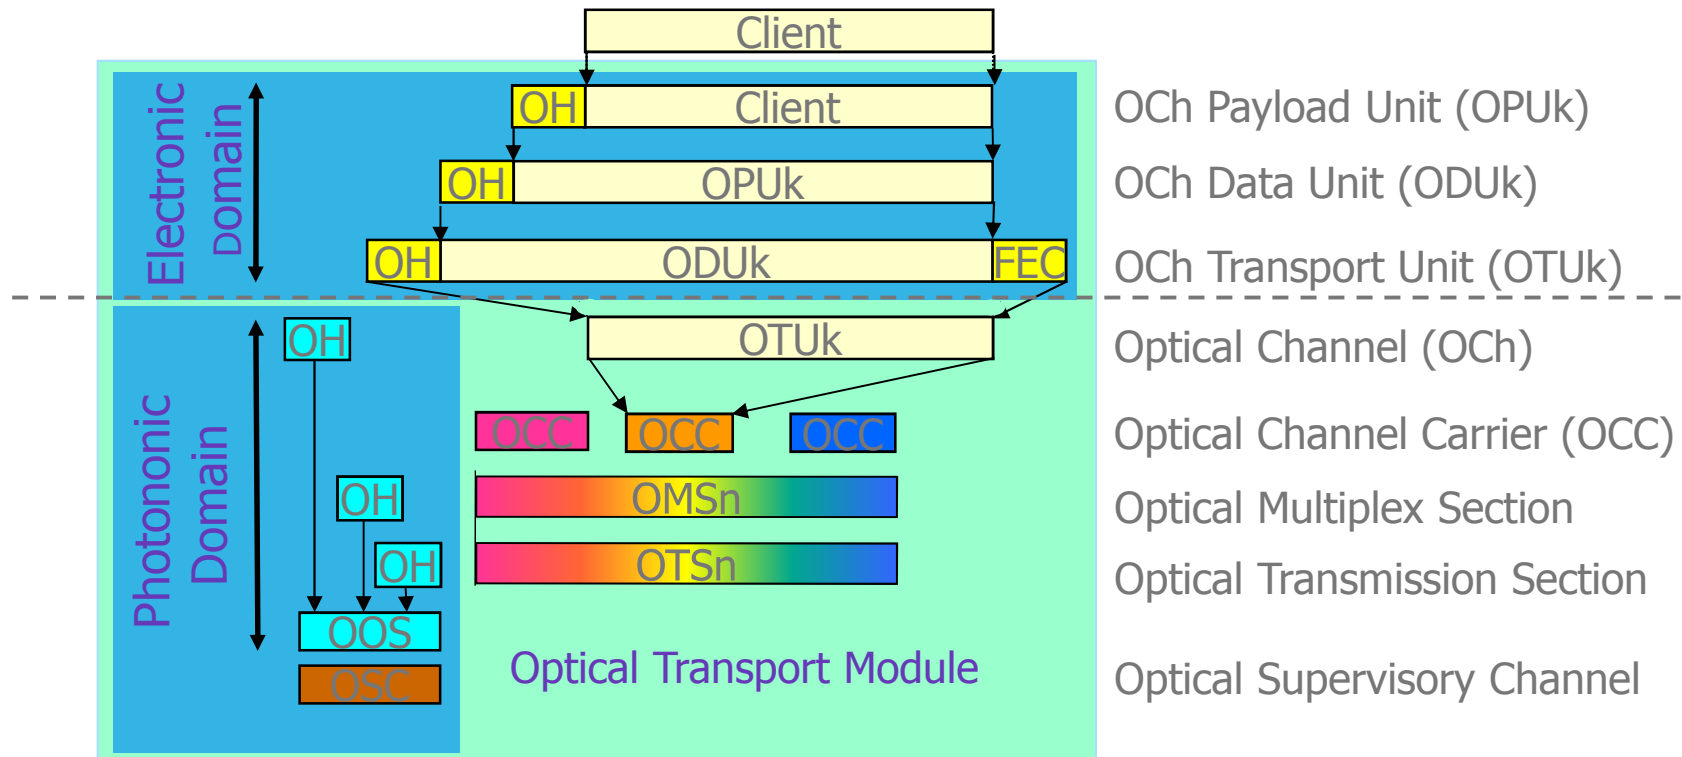 Client
OH Client OCh Payload Unit (OPUk)
OH OPUk OCh Data Unit (ODUk)
OH ODUk FEC OCh Transport Unit (OTUk)
Electronic
Domain
OH OTUk Optical Channel (OCh)
OCC OCC OCC Optical Channel Carrier (OCC)
OH OMSn Optical Multiplex Section
OH OTSn Optical Transmission Section
Photononic
Domain
OOS
OSC Optical Transport Module Optical Supervisory Channel